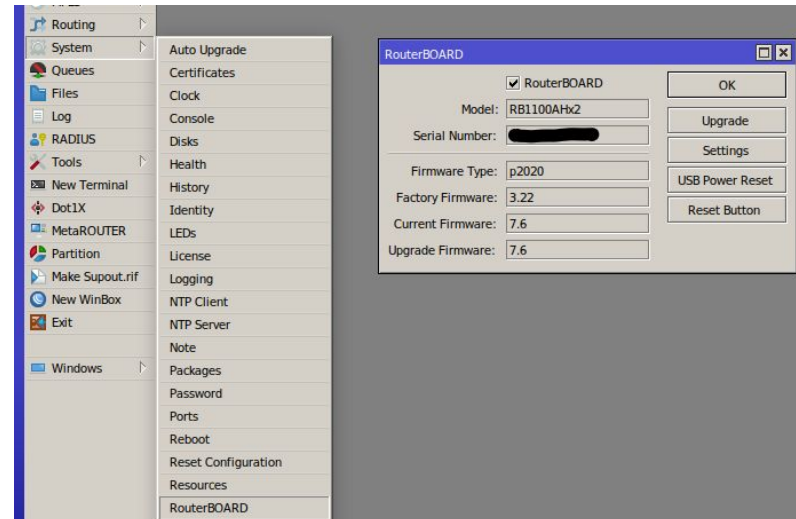 Routing
System
Queues
Files
Log
RADIUS
Tools
New Terminal
Dot1X
MetaROUTER
Partition
Make Supout.rif
New WinBox
Exit
Windows
Auto Upgrade
Certificates
Clock
Console
Disks
Health
History
Identity
LEDs
License
Logging
NTP Client
NTP Server
Note
Packages
Password
Ports
Reboot
Reset Configuration
Resources
RouterBOARD
RouterBOARD
RouterBOARD
Model: RB1100AHx2
Serial Number:
Firmware Type: p2020
Factory Firmware: 3.22
Current Firmware: 7.6
Upgrade Firmware: 7.6
OK
Upgrade
Settings
USB Power Reset
Reset Button